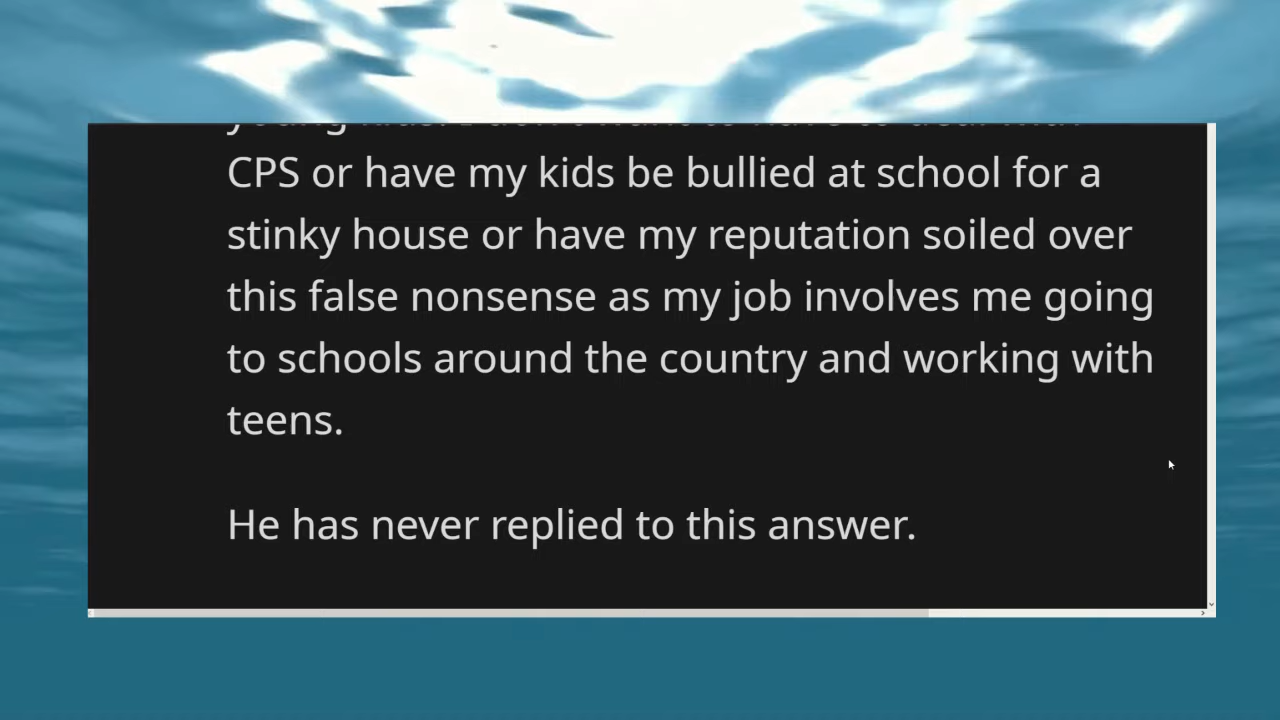 CPS or have my kids be bullied at school for a
stinky house or have my reputation soiled over
this false nonsense as my job involves me going
to schools around the country and working with
teens.
He has never replied to this answer.